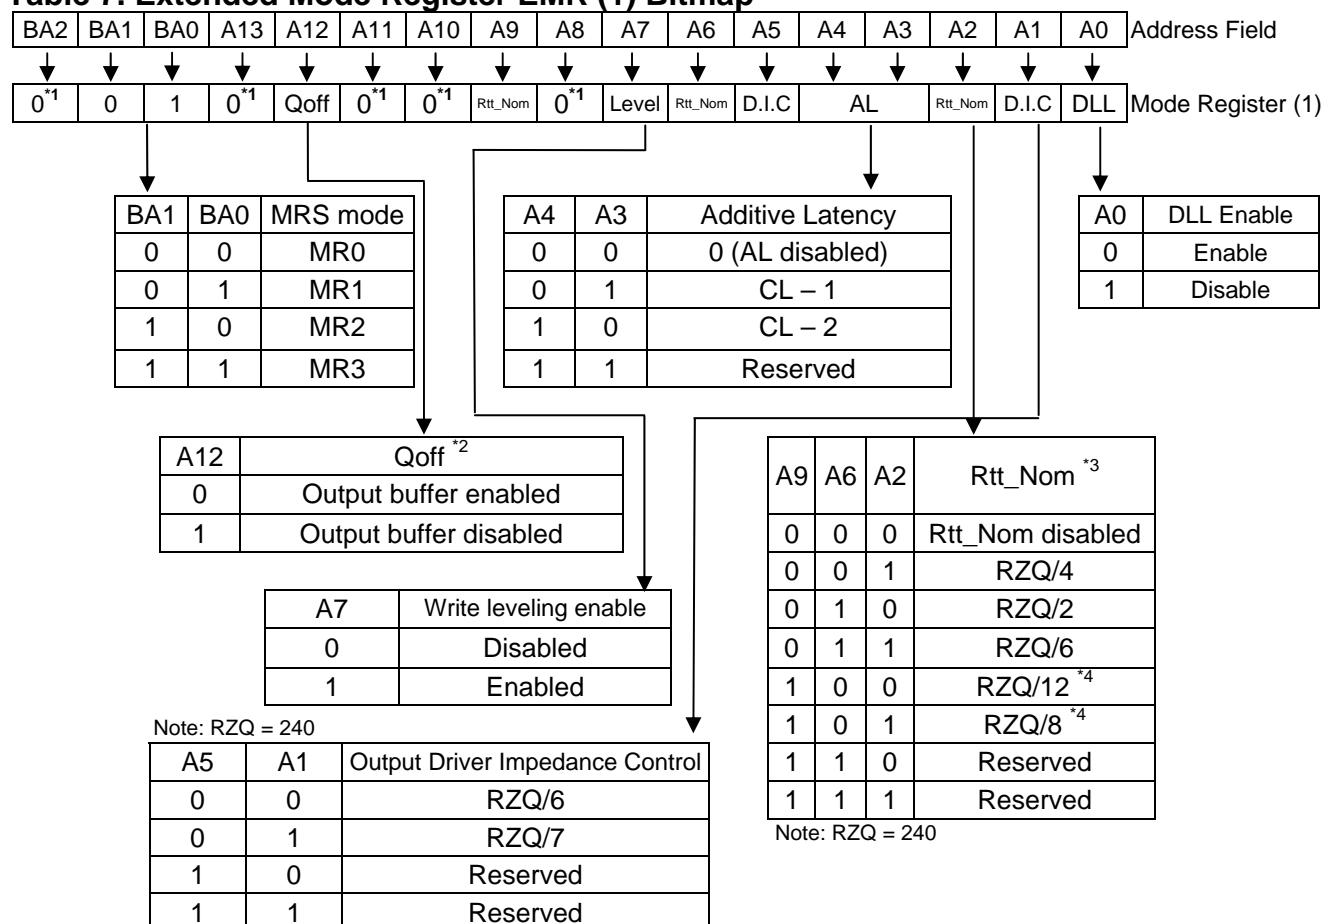 Table 7. Extended Mode Register EMR (1) Bitmap
BA2 BA1 BA0 A13 A12 A11 A10 A9 A8 A7 A6 A5 A4 A3 A2 A1 A0 Address Field
0*1 0 1 0*1 Qoff 0*1 0*1 Rtt_Nom 0*1 Level Rtt_Nom D.I.C AL Rtt_Nom D.I.C DLL Mode Register (1)
BA1 BA0 MRS mode
0 0 MR0
0 1 MR1
1 0 MR2
1 1 MR3
A4 A3 Additive Latency
0 0 0 (AL disabled)
0 1 CL – 1
1 0 CL – 2
1 1 Reserved
A0 DLL Enable
0 Enable
1 Disable
A12 Qoff *2
0 Output buffer enabled
1 Output buffer disabled
A9 A6 A2 Rtt_Nom *3
0 0 0 Rtt_Nom disabled
0 0 1 RZQ/4
0 1 0 RZQ/2
0 1 1 RZQ/6
1 0 0 RZQ/12 *4
1 0 1 RZQ/8 *4
1 1 0 Reserved
1 1 1 Reserved
Note: RZQ = 240
A7 Write leveling enable
0 Disabled
1 Enabled
Note: RZQ = 240
A5 A1 Output Driver Impedance Control
0 0 RZQ/6
0 1 RZQ/7
1 0 Reserved
1 1 Reserved